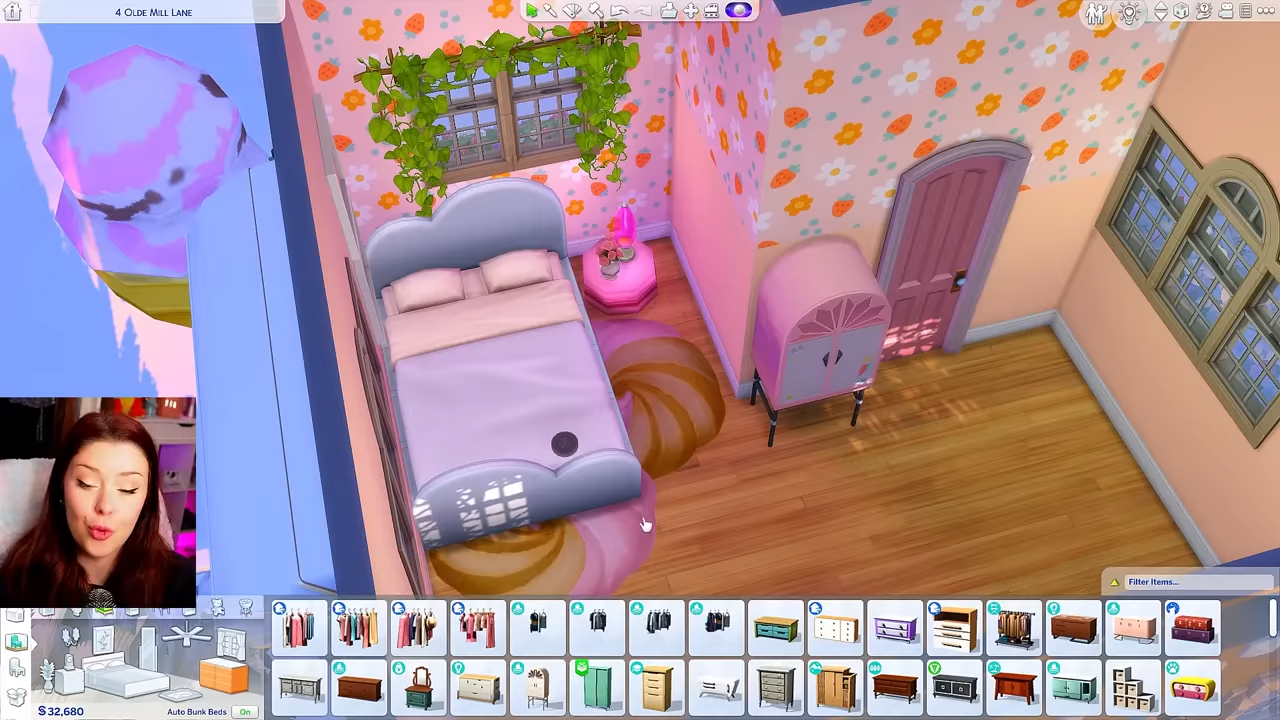 4 OLDE MILL LANE
Filter Items...
$32,680
Auto Bunk Beds
On